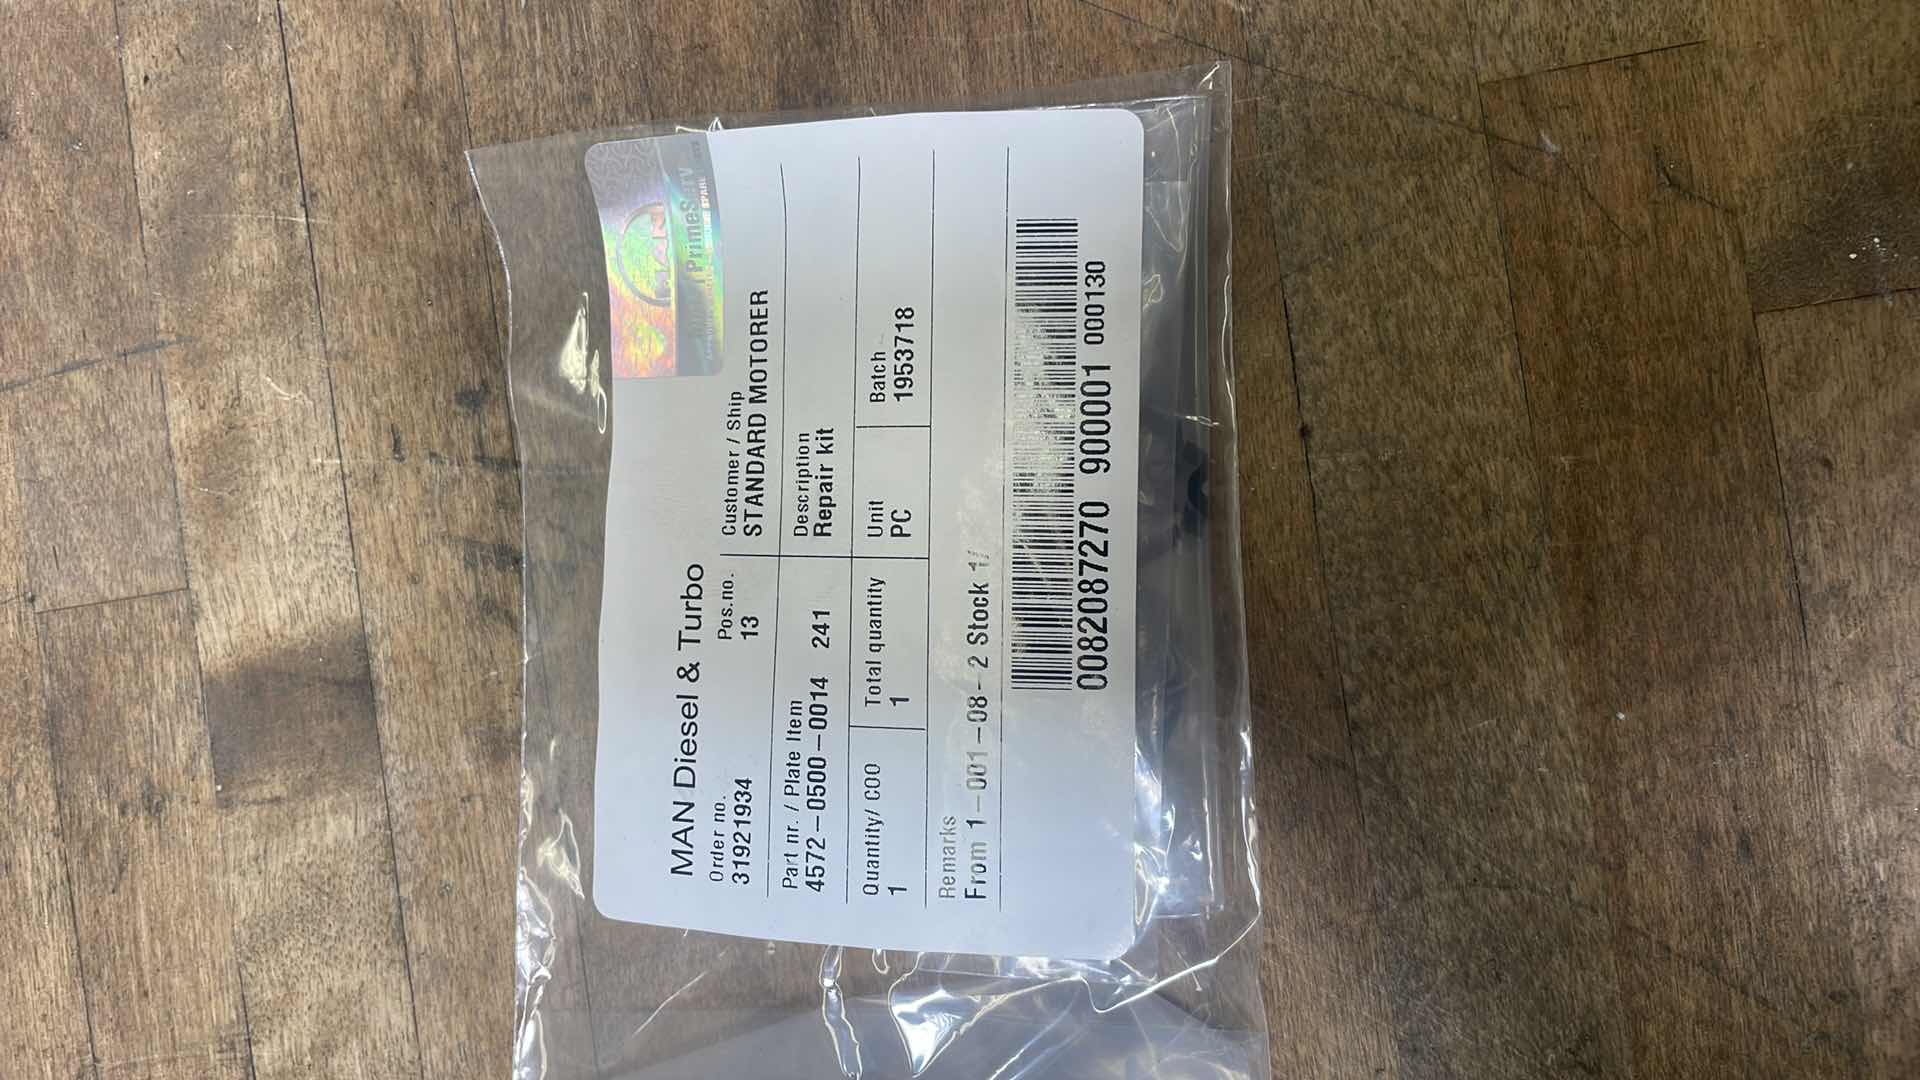 MAN
PrimeServ
MAN Diesel & Turbo
Order no. Pos.no. Customer / Ship
31921934 13 STANDARD MOTORER
Part nr. / Plate Item Description
4572-0500-0014 241 Repair kit
Quantity/ COO Total quantity Unit Batch
1 1 PC 1953718
Remarks
From 1-001-08- 2 Stock 1/
0082087270 900001 000130